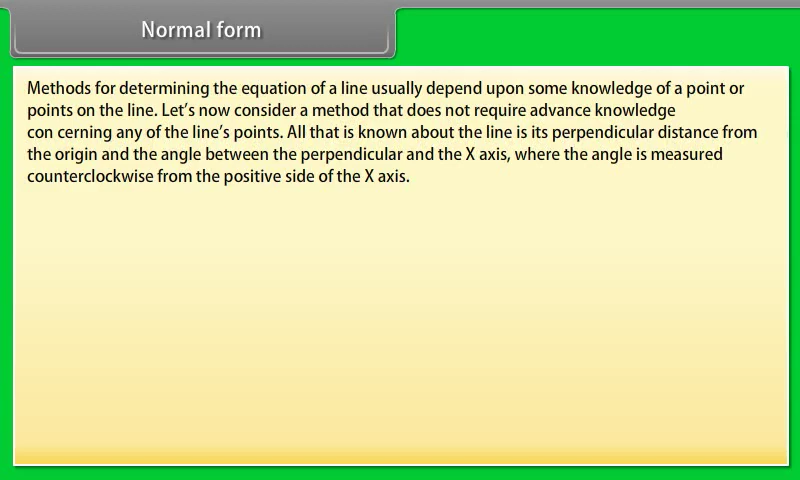 Normal form
Methods for determining the equation of a line usually depend upon some knowledge of a point or
points on the line. Let's now consider a method that does not require advance knowledge
con cerning any of the line's points. All that is known about the line is its perpendicular distance from
the origin and the angle between the perpendicular and the X axis, where the angle is measured
counterclockwise from the positive side of the X axis.